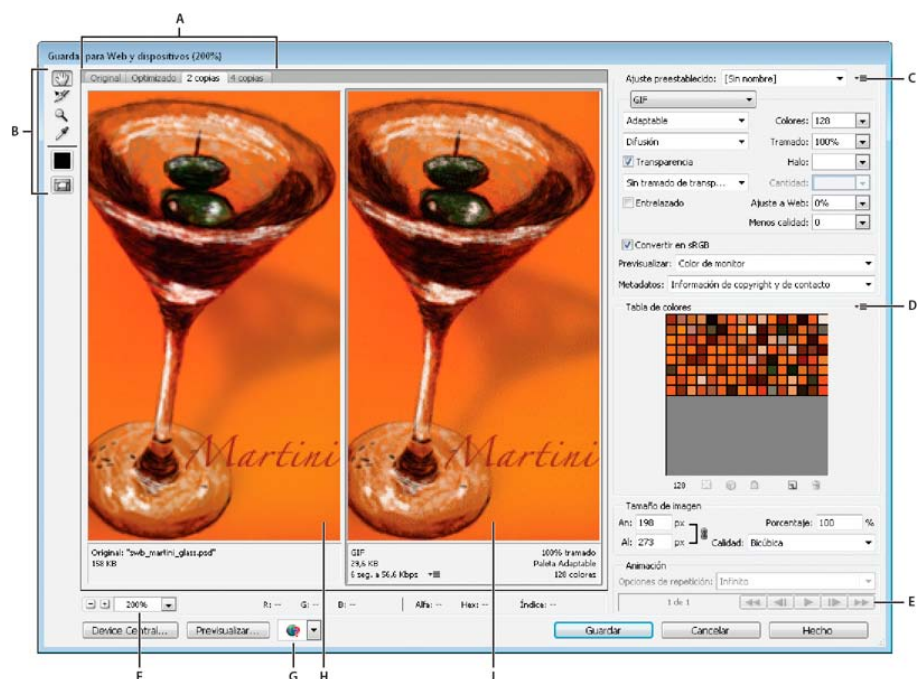 A
Guardar para Web y dispositivos (200%)
B
Original Optimizado 2 copias 4 copias
Martini
Martini
Original: "swb_martini_glass.psd"
158 KB
GIF
29,6 KB
6 seg. a 56,6 Kbps
100% tramado
Paleta Adaptable
128 colores
200%
R: -- G: -- B: -- Alfa: -- Hex: -- Índice: --
Device Central... Previsualizar...
Guardar Cancelar Hecho
Ajuste preestablecido: [Sin nombre]
C
GIF
Adaptable Colores: 128
Difusión Tramado: 100%
Transparencia Halo:
Sin tramado de transp... Cantidad:
Entrelazado Ajuste a Web: 0%
Menos calidad: 0
Convertir en sRGB
Previsualizar: Color de monitor
Metadatos: Información de copyright y de contacto
Tabla de colores
D
128
Tamaño de imagen
An: 198 px Porcentaje: 100 %
Al: 273 px Calidad: Bicúbica
Animación
Opciones de repetición: Infinito
1 de 1
E
F G H I